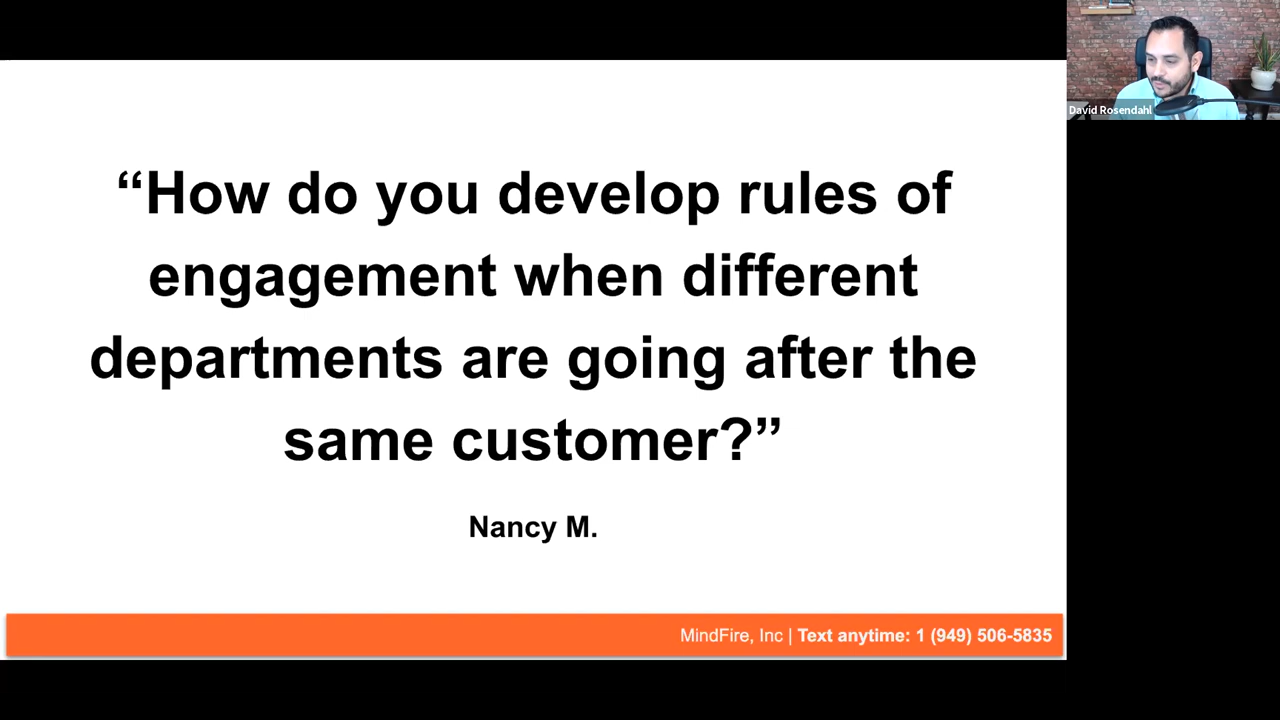 “How do you develop rules of
engagement when different
departments are going after the
same customer?”
Nancy M.
MindFire, Inc | Text anytime: 1 (949) 506-5835
David Rosendahl